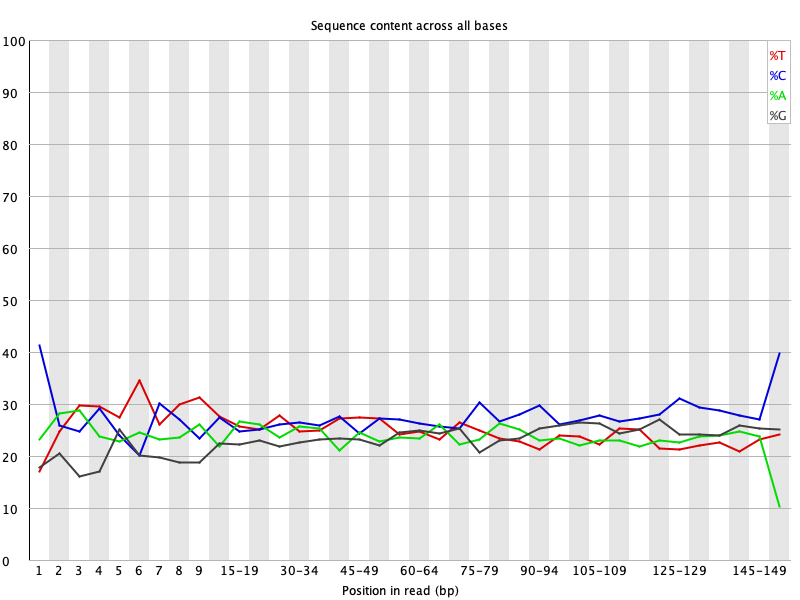 Sequence content across all bases
100
90
80
70
60
50
40
30
20
10
0
%T
%C
%A
%G
1 2 3 4 5 6 7 8 9 15-19 30-34 45-49 60-64 75-79 90-94 105-109 125-129 145-149
Position in read (bp)